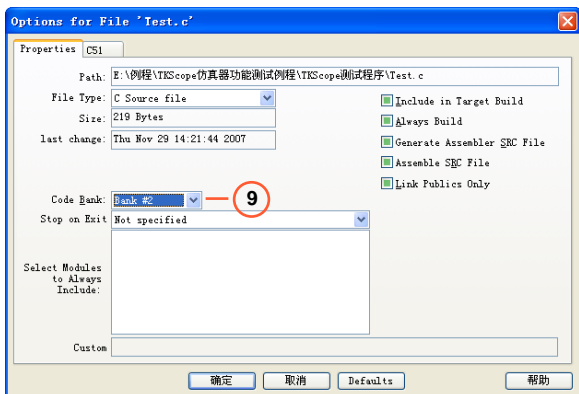 Options for File 'Test.c'
Properties C51
Path: E:\例程\TKScope仿真器功能测试例程\TKScope测试程序\Test.c
File Type: C Source file
Include in Target Build
Size: 219 Bytes
Always Build
last change: Thu Nov 29 14:21:44 2007
Generate Assembler SRC File
Assemble SRC File
Link Publics Only
Code Bank: Bank #2
9
Stop on Exit Not specified
Select Modules
to Always
Include:
Custom
确定 取消 Defaults 帮助